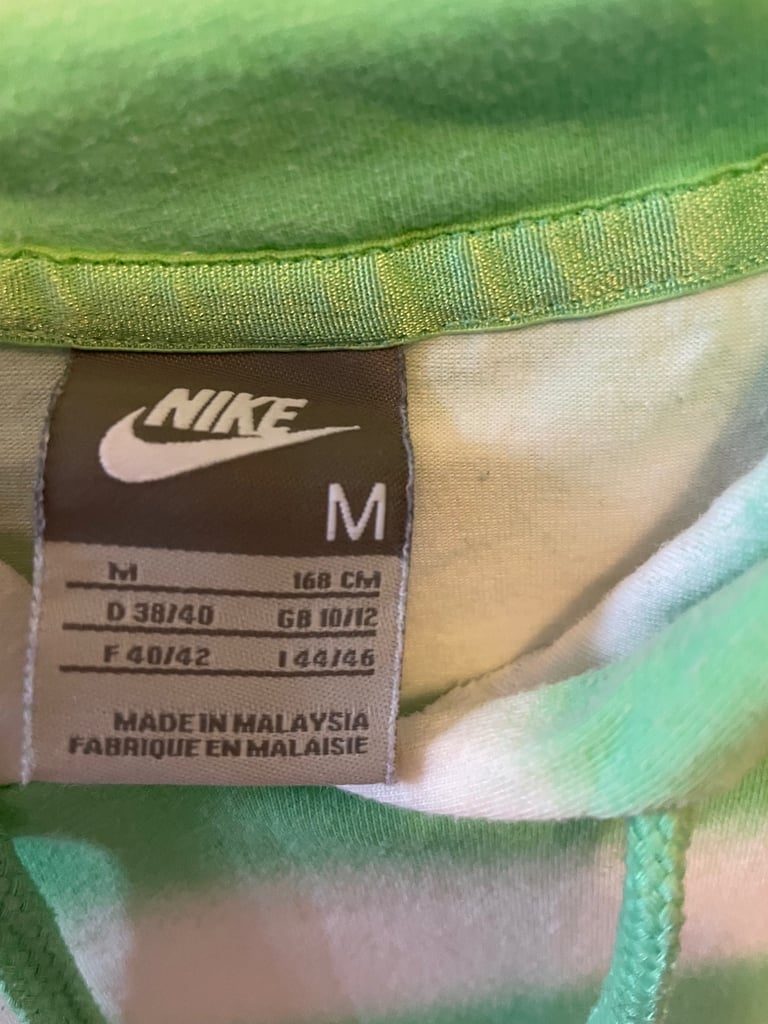 NIKE
M
M 168 CM
D 38/40 GB 10/12
F 40/42 I 44/46
MADE IN MALAYSIA
FABRIQUE EN MALAISIE